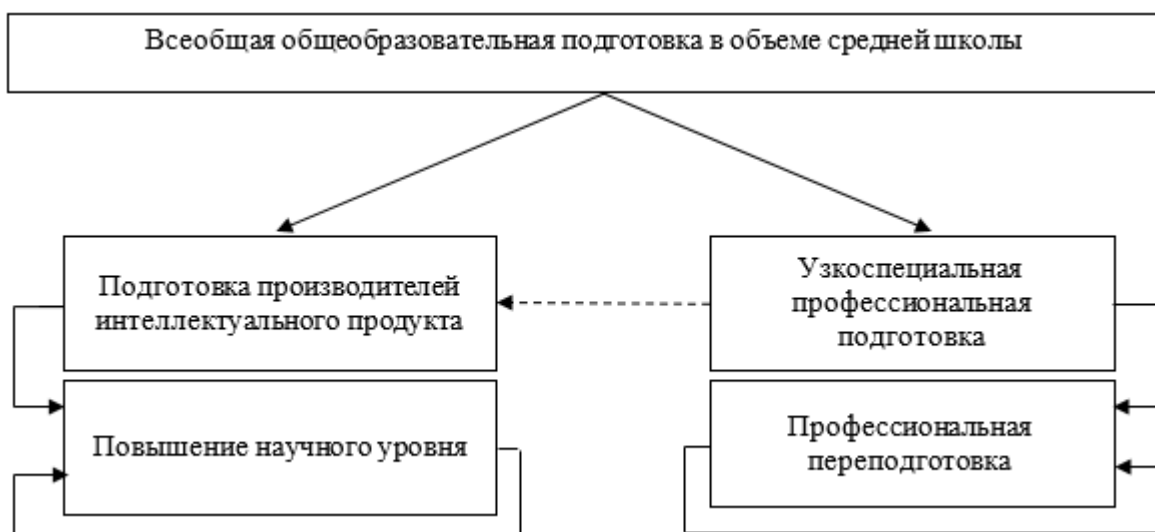 Всеобщая общеобразовательная подготовка в объеме средней школы
Подготовка производителей
интеллектуального продукта
Узкоспециальная
профессиональная
подготовка
Повышение научного уровня
Профессиональная
переподготовка